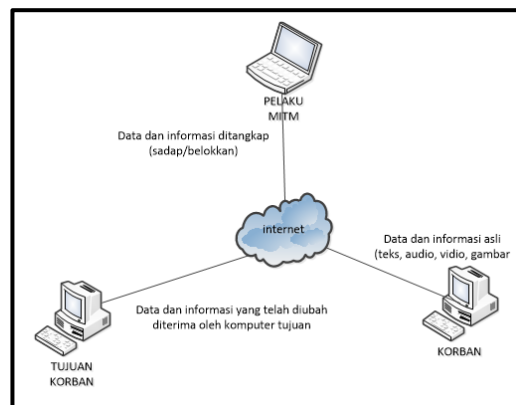 PELAKU
MITM
Data dan informasi ditangkap
(sadap/belokkan)
internet
Data dan informasi asli
(teks, audio, vidio, gambar
Data dan informasi yang telah diubah
diterima oleh komputer tujuan
TUJUAN
KORBAN
KORBAN